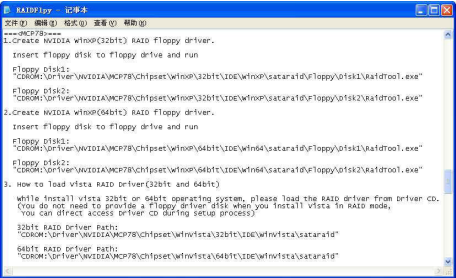 RAIDFlpy - 记事本
文件(F) 编辑(E) 格式(O) 查看(V) 帮助(H)
===<MCP78>===
1.Create NVIDIA WinXP(32bit) RAID floppy driver.
Insert floppy disk to floppy drive and run
Floppy Disk1:
"CDROM:\Driver\NVIDIA\MCP78\Chipset\WinXP\32bit\IDE\WinXP\sataraid\Floppy\Disk1\RaidTool.exe"
Floppy Disk2:
"CDROM:\Driver\NVIDIA\MCP78\Chipset\WinXP\32bit\IDE\WinXP\sataraid\Floppy\Disk2\RaidTool.exe"
2.Create NVIDIA WinXP(64bit) RAID floppy driver.
Insert floppy disk to floppy drive and run
Floppy Disk1:
"CDROM:\Driver\NVIDIA\MCP78\Chipset\WinXP\64bit\IDE\Win64\sataraid\Floppy\Disk1\RaidTool.exe"
Floppy Disk2:
"CDROM:\Driver\NVIDIA\MCP78\Chipset\WinXP\64bit\IDE\Win64\sataraid\Floppy\Disk2\RaidTool.exe"
3. How to load Vista RAID Driver(32bit and 64bit)
While install vista 32bit or 64bit operating system, please load the RAID driver from Driver CD.
(You do not need to provide a floppy driver disk when you install vista in RAID mode,
You can direct access Driver CD during setup process)
32bit RAID Driver Path:
"CDROM:\Driver\NVIDIA\MCP78\Chipset\WinVista\32bit\IDE\WinVista\sataraid"
64bit RAID Driver Path:
"CDROM:\Driver\NVIDIA\MCP78\Chipset\WinVista\64bit\IDE\WinVista\sataraid"